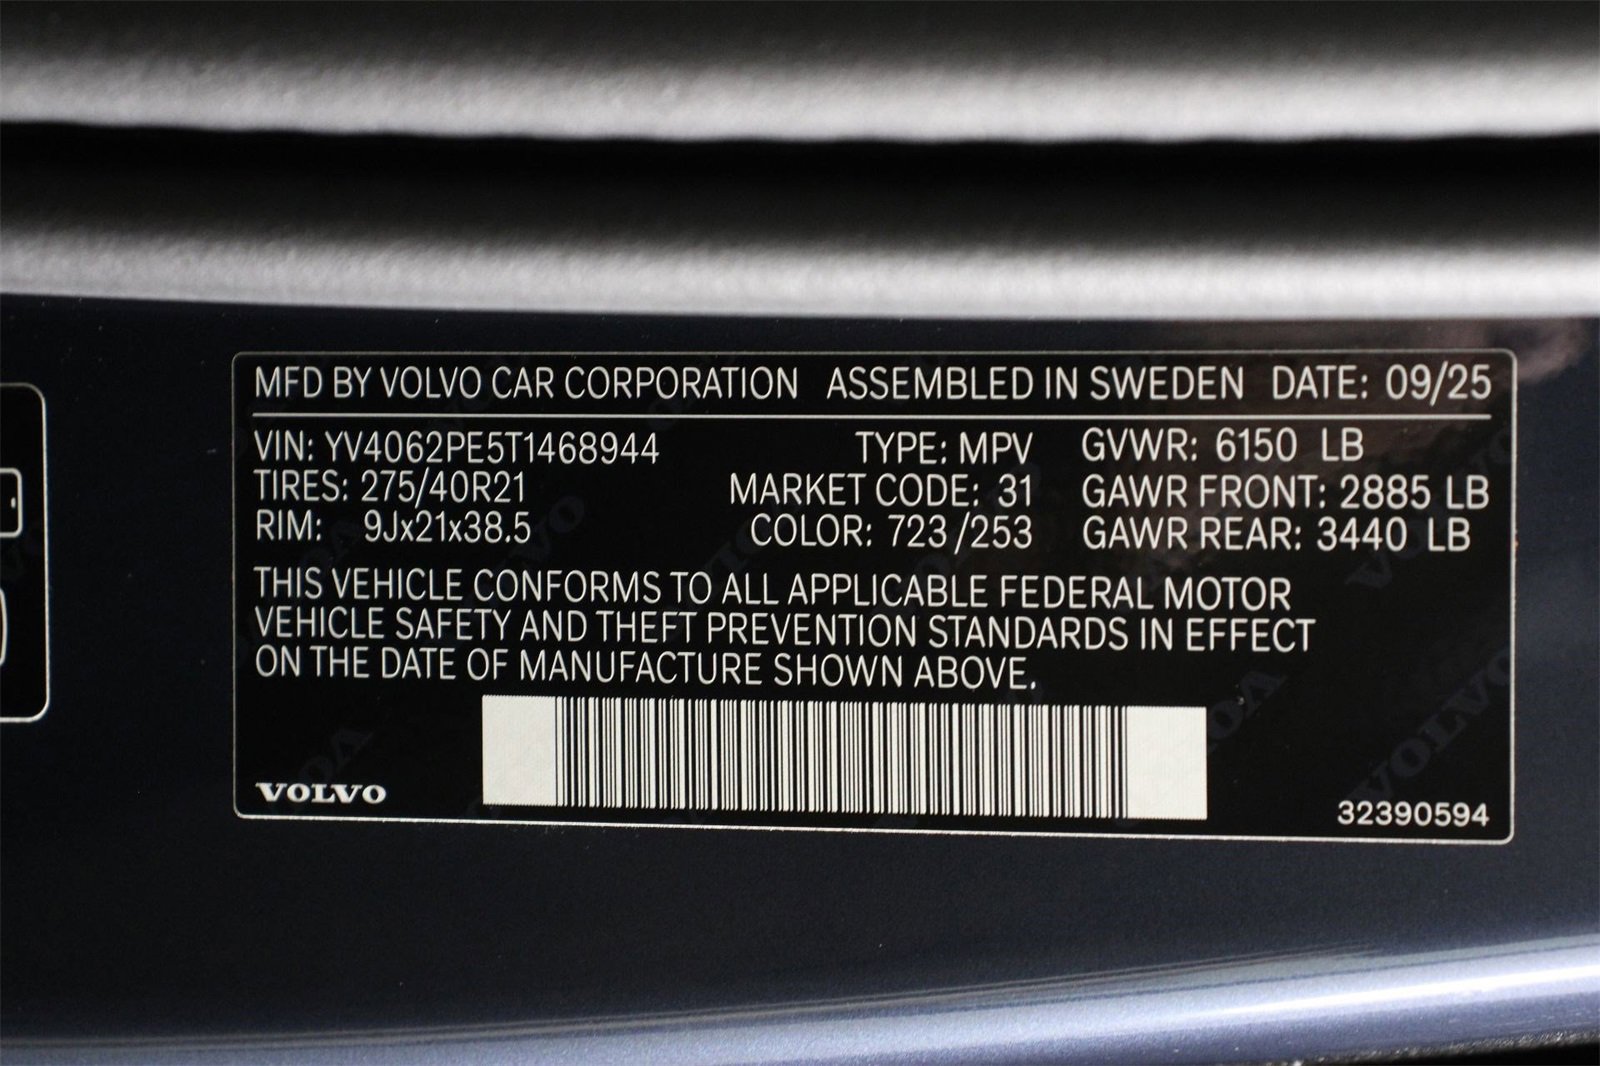 MFD BY VOLVO CAR CORPORATION ASSEMBLED IN SWEDEN DATE: 09/25
VIN: YV4062PE5T1468944 TYPE: MPV GVWR: 6150 LB
TIRES: 275/40R21 MARKET CODE: 31 GAWR FRONT: 2885 LB
RIM: 9Jx21x38.5 COLOR: 723/253 GAWR REAR: 3440 LB
THIS VEHICLE CONFORMS TO ALL APPLICABLE FEDERAL MOTOR
VEHICLE SAFETY AND THEFT PREVENTION STANDARDS IN EFFECT
ON THE DATE OF MANUFACTURE SHOWN ABOVE.
VOLVO
32390594